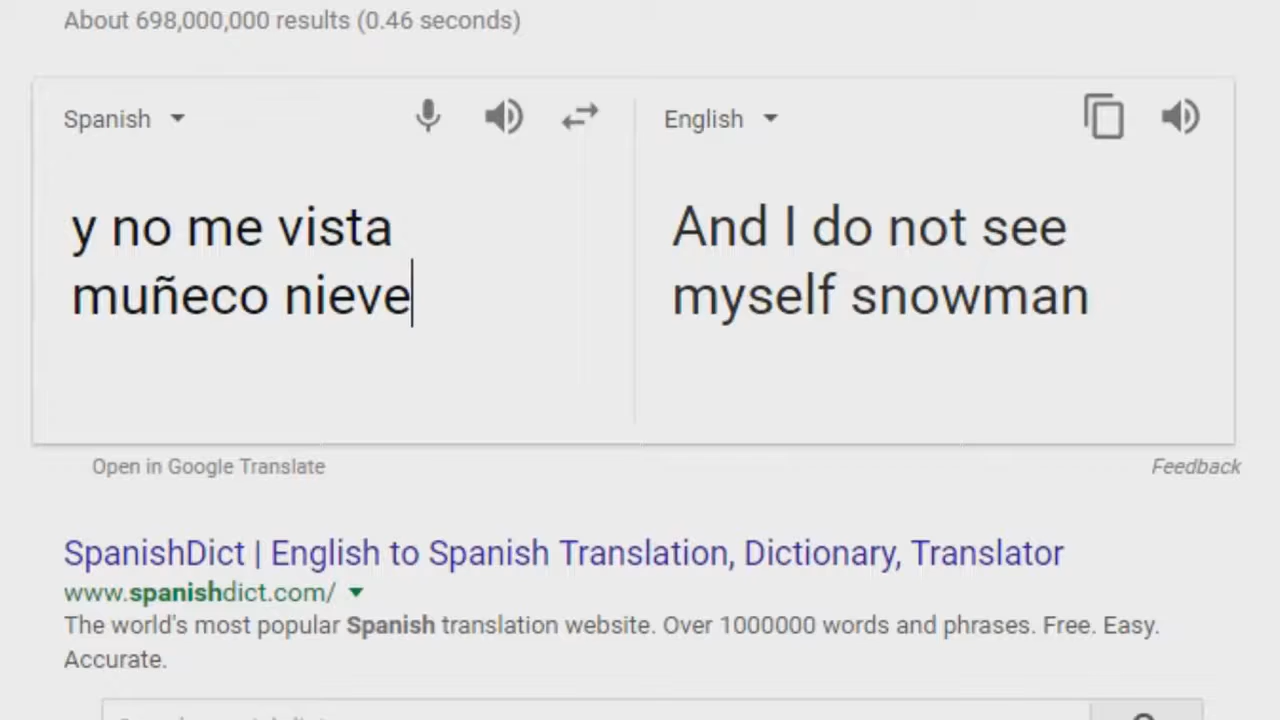 About 698,000,000 results (0.46 seconds)
Spanish
English
y no me vista
muñeco nieve
And I do not see
myself snowman
Open in Google Translate
Feedback
SpanishDict | English to Spanish Translation, Dictionary, Translator
www.spanishdict.com/
The world's most popular Spanish translation website. Over 1000000 words and phrases. Free. Easy.
Accurate.